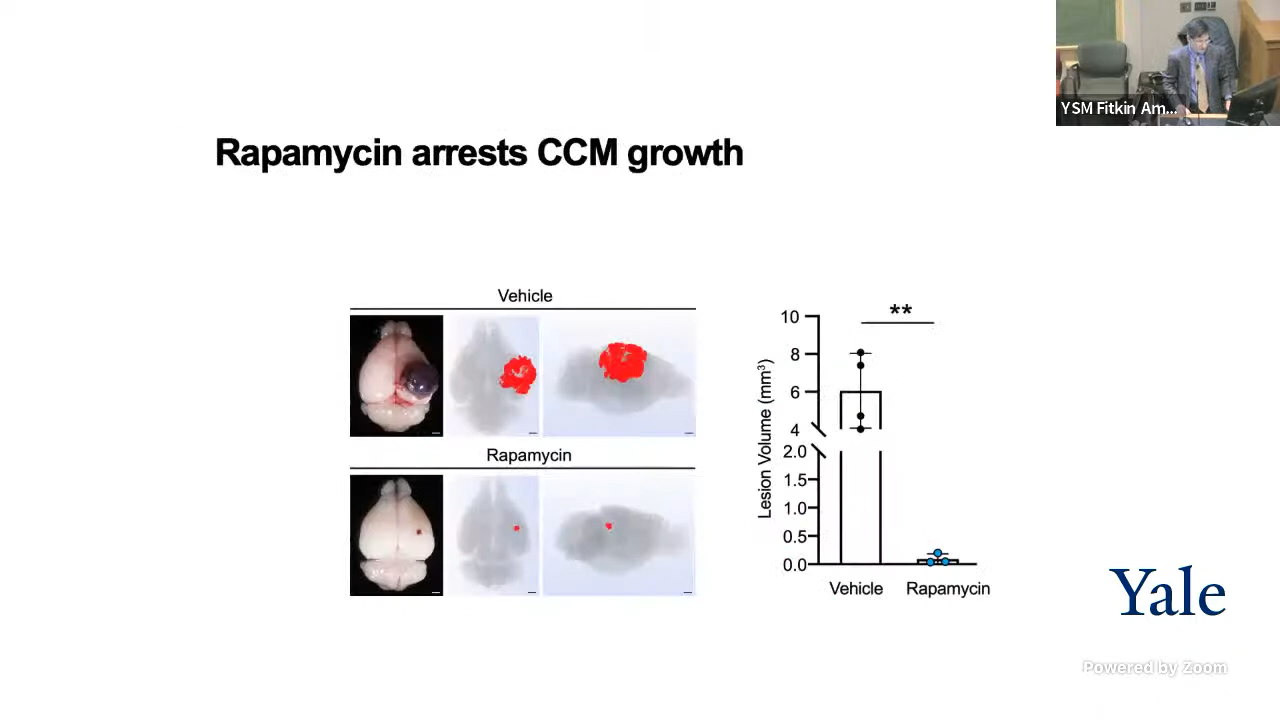 YSM Fitkin Am...
Rapamycin arrests CCM growth
Vehicle
Rapamycin
Lesion Volume (mm³)
10
8
6
4
2.0
1.5
1.0
0.5
0.0
**
Vehicle
Rapamycin
Yale
Powered by Zoom